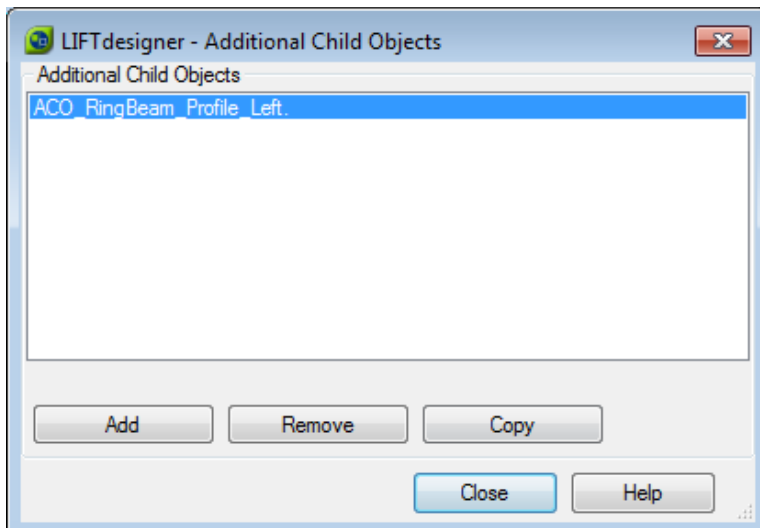 LIFTdesigner - Additional Child Objects
Additional Child Objects
ACO_RingBeam_Profile_Left.
Add Remove Copy
Close Help